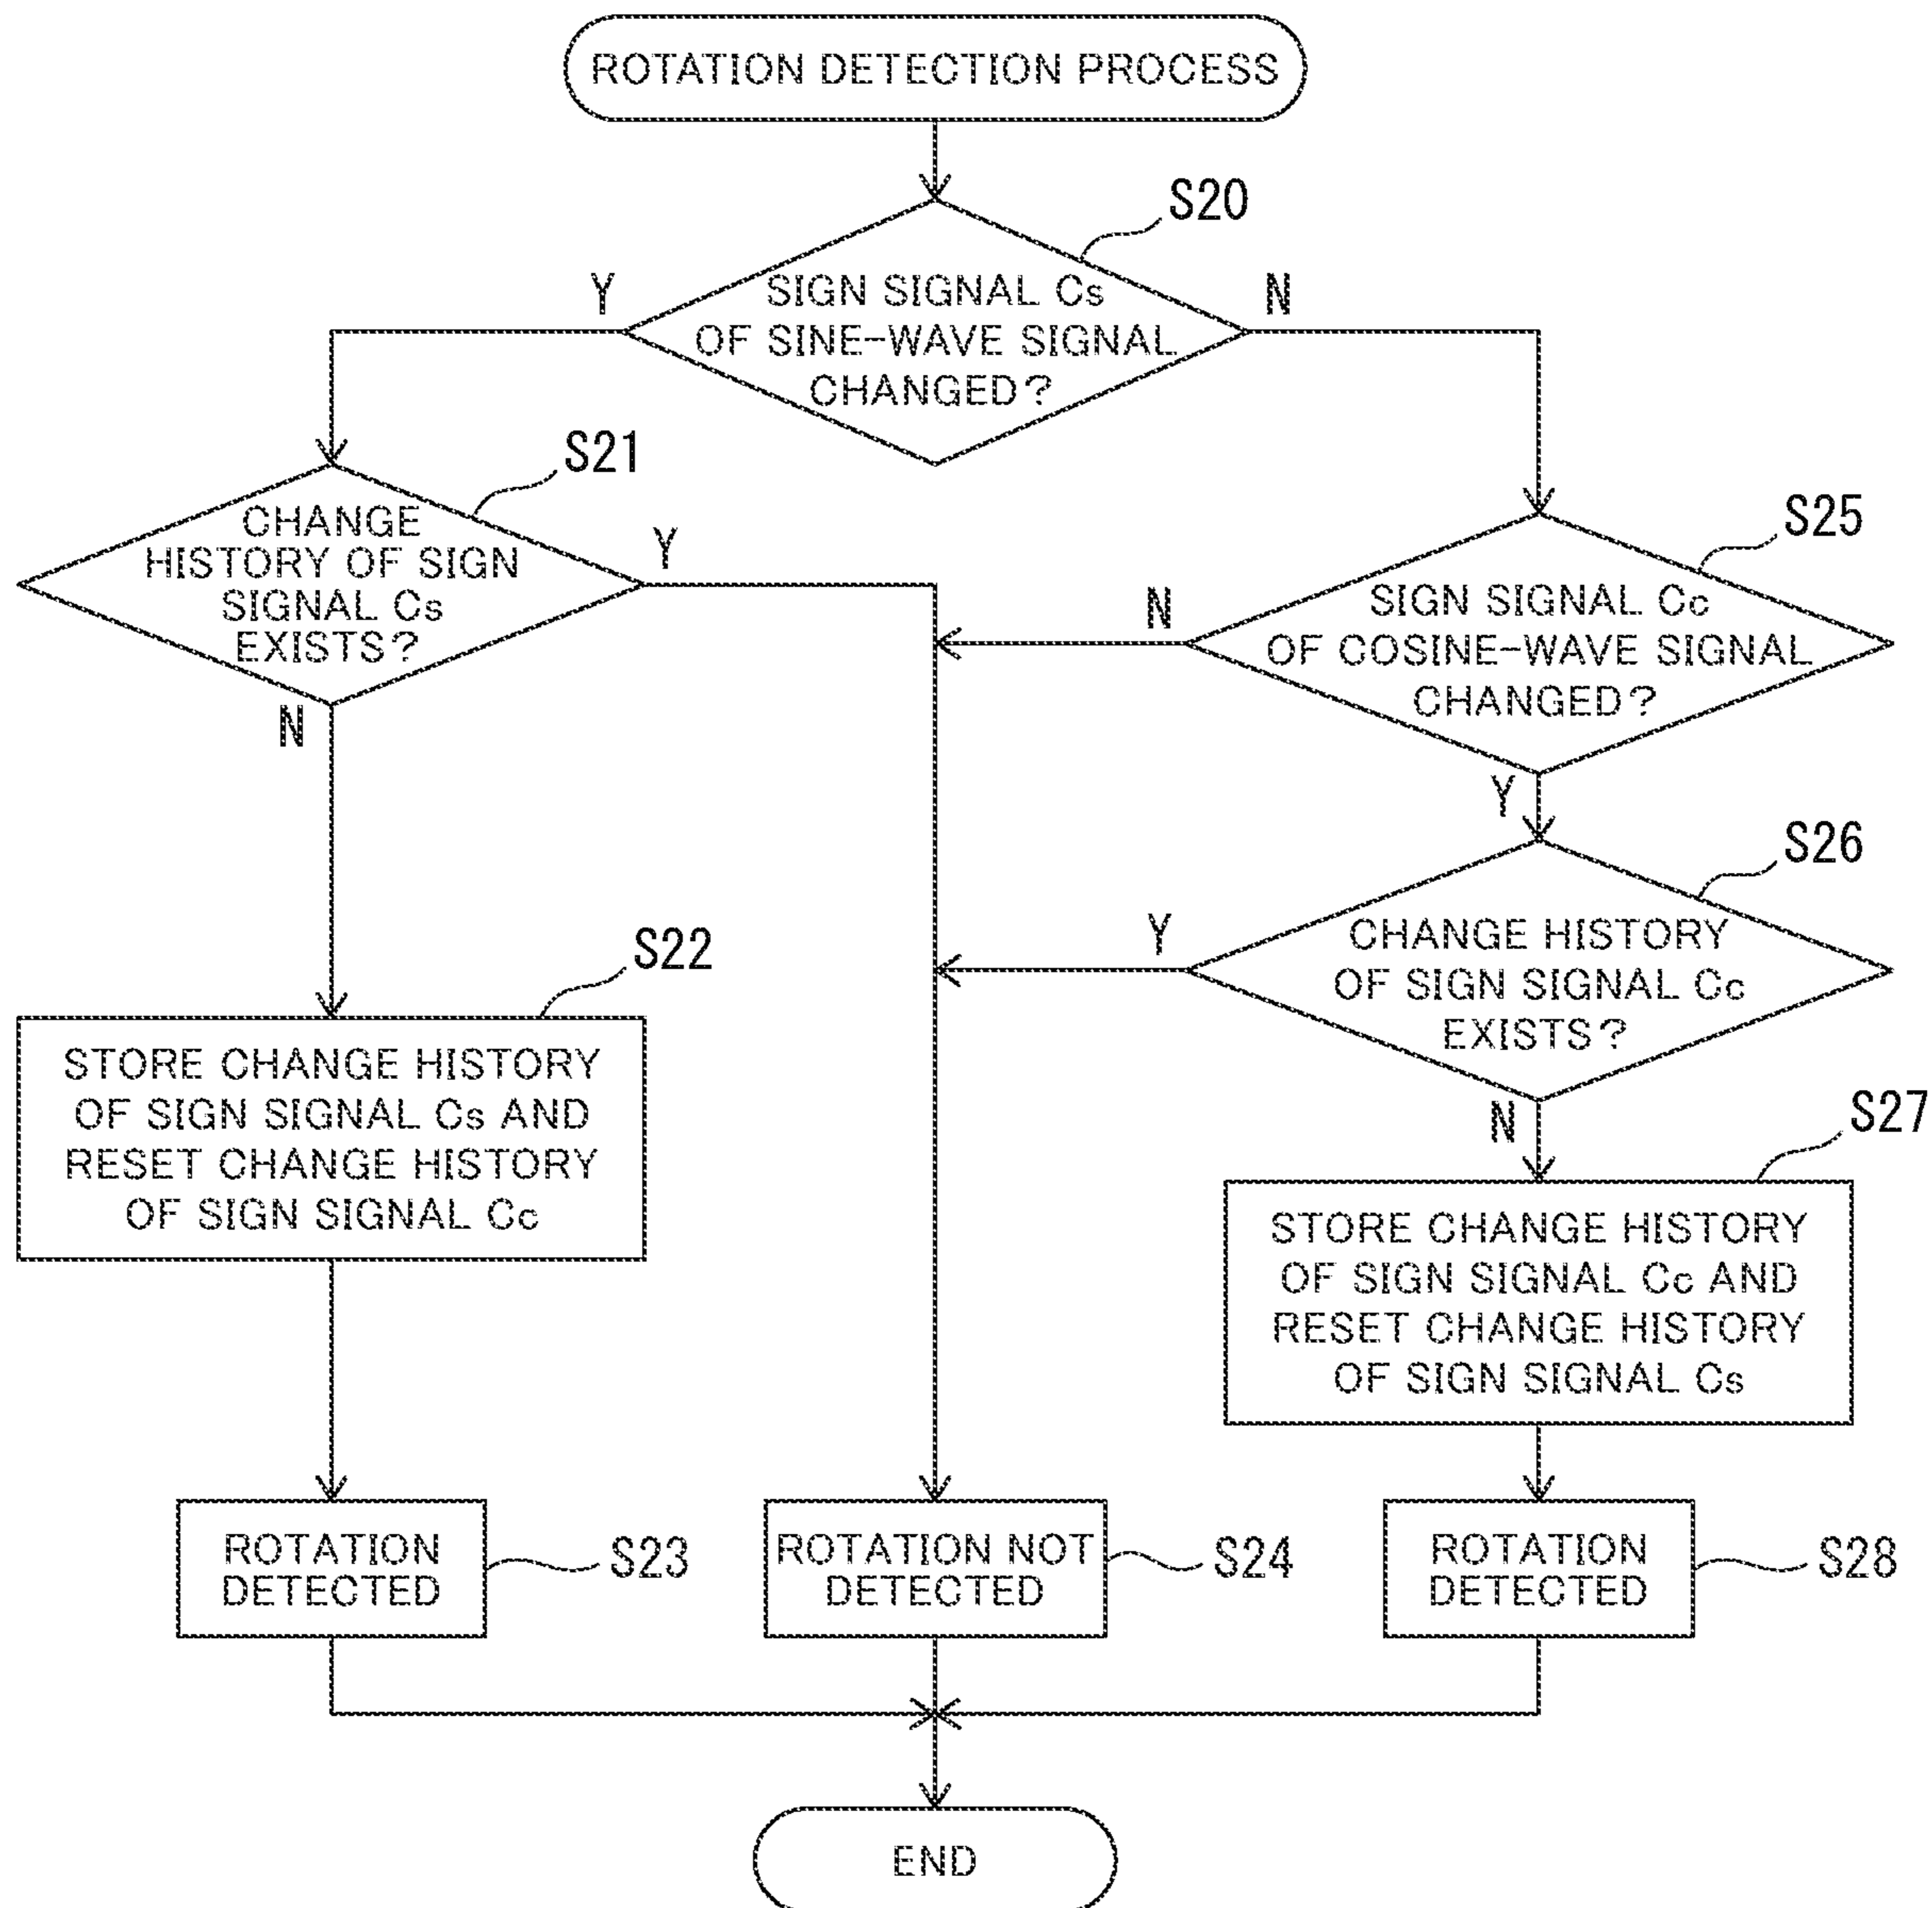 ROTATION DETECTION PROCESS
S20
Y
SIGN SIGNAL Cs
OF SINE-WAVE SIGNAL
CHANGED?
N
S21
CHANGE
HISTORY OF SIGN
SIGNAL Cs
EXISTS?
Y
N
S25
SIGN SIGNAL Cc
OF COSINE-WAVE SIGNAL
CHANGED?
N
Y
S26
CHANGE HISTORY
OF SIGN SIGNAL Cc
EXISTS?
Y
N
S22
STORE CHANGE HISTORY
OF SIGN SIGNAL Cs AND
RESET CHANGE HISTORY
OF SIGN SIGNAL Cc
S27
STORE CHANGE HISTORY
OF SIGN SIGNAL Cc AND
RESET CHANGE HISTORY
OF SIGN SIGNAL Cs
ROTATION
DETECTED
S23
ROTATION NOT
DETECTED
S24
ROTATION
DETECTED
S28
END